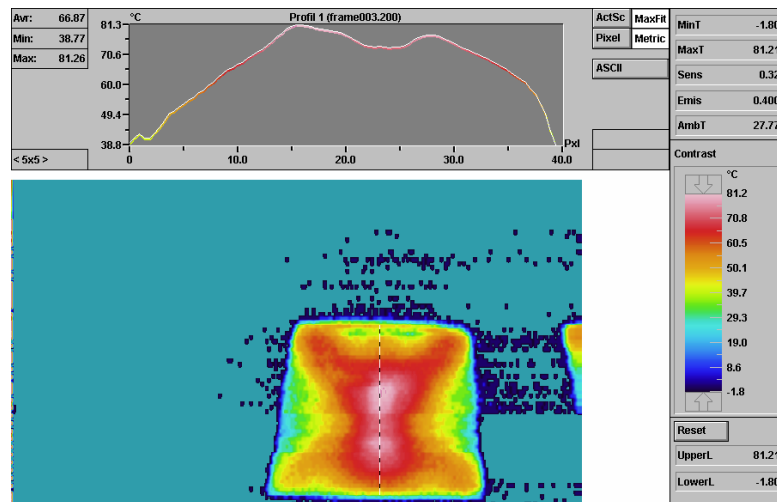 Avr: 66.87
Min: 38.77
Max: 81.26
< 5x5 >
°C Profil 1 (frame003.200)
81.3
70.6
60.0
49.4
38.8
0 10.0 20.0 30.0 40.0
Pxl
ActSc MaxFit
Pixel Metric
ASCII
MinT -1.80
MaxT 81.21
Sens 0.32
Emis 0.400
AmbT 27.77
Contrast
°C
81.2
70.8
60.5
50.1
39.7
29.3
19.0
8.6
-1.8
Reset
UpperL 81.21
LowerL -1.80